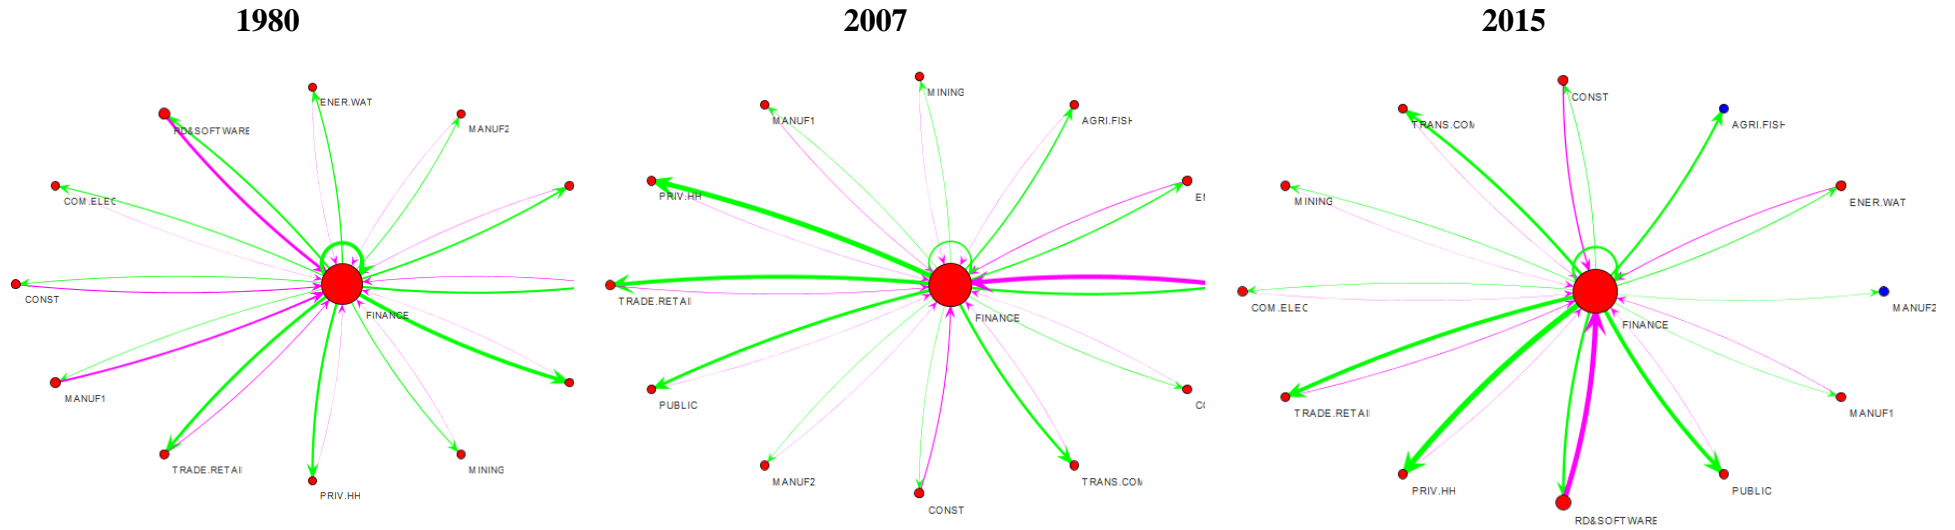 1980
2007
2015
ENER.WAT
RD&SOFTWARE
MANUF2
COM.ELEC
CONST
FINANCE
MANUF1
TRADE.RETAI
MINING
PRIV.HH
MINING
MANUF1
AGRI.FISH
PRIV.HH
EI
TRADE.RETAI
FINANCE
PUBLIC
MANUF2
TRANS.COM
CONST
CONST
TRANS.COM
AGRI.FISH
MINING
ENER.WAT
COM.ELEC
MANUF2
FINANCE
TRADE.RETAI
MANUF1
PRIV.HH
PUBLIC
RD&SOFTWARE